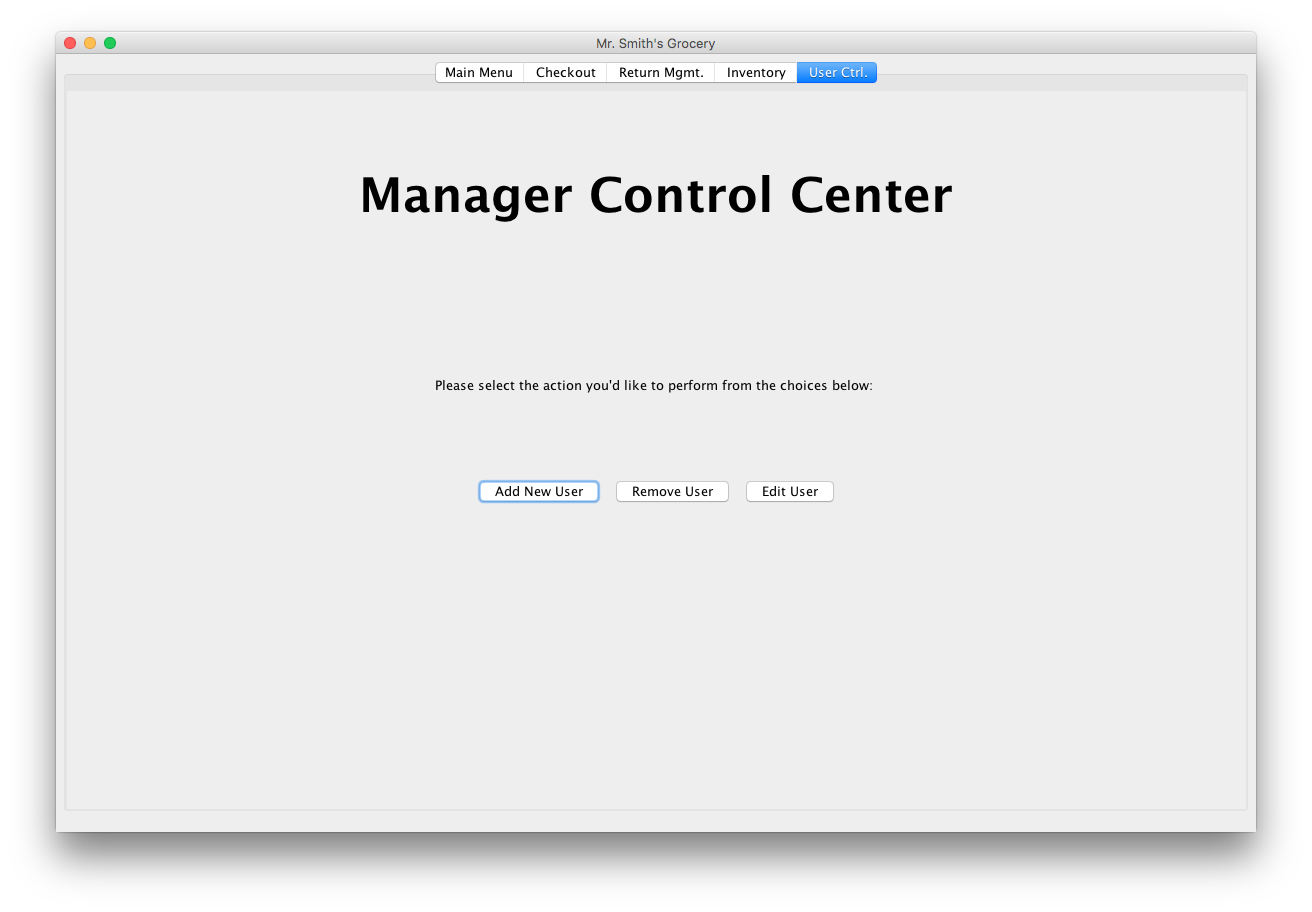 Mr. Smith's Grocery
Main Menu Checkout Return Mgmt. Inventory User Ctrl.
Manager Control Center
Please select the action you'd like to perform from the choices below:
Add New User Remove User Edit User